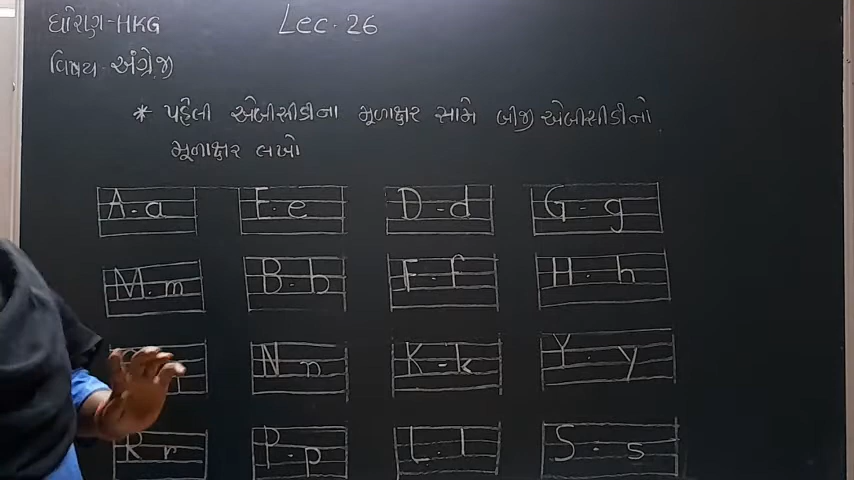 ધોરણ-HKG
Lec. 26
વિષય-અંગ્રેજી
* પહેલી એબીસીડીના મૂળાક્ષર સામે બીજી એબીસીડીનો
મૂળાક્ષર લખો
A - a E - e D - d G - g
M - m B - b F - f H - h
N n K - k Y - y
R r P - p L - l S - s